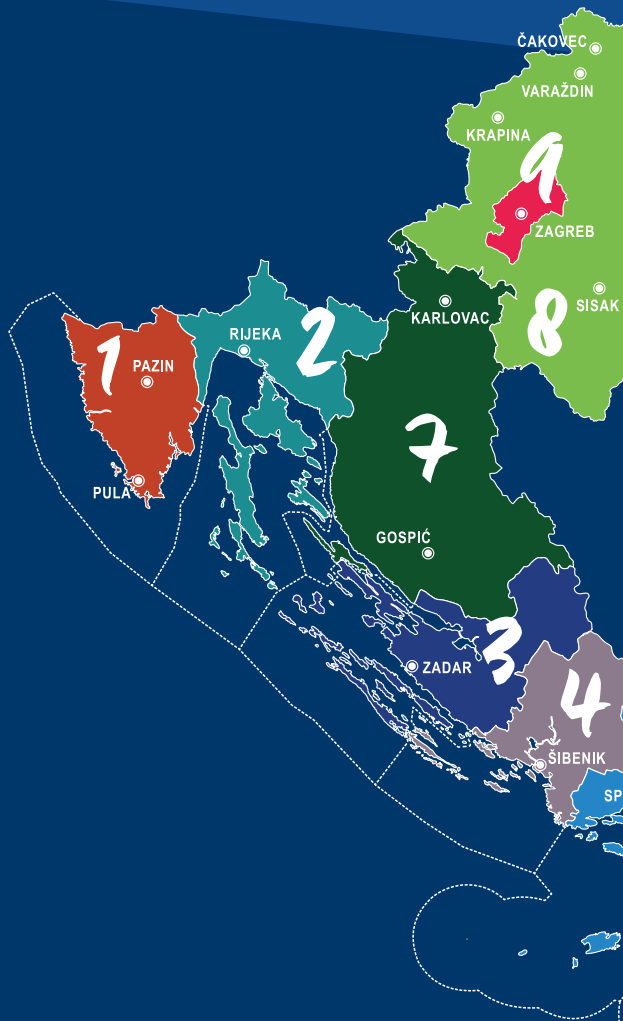 ČAKOVEC
VARAŽDIN
KRAPINA
9
ZAGREB
8
SISAK
KARLOVAC
2
RIJEKA
1
PAZIN
7
PULA
GOSPIĆ
3
ZADAR
4
ŠIBENIK
SP